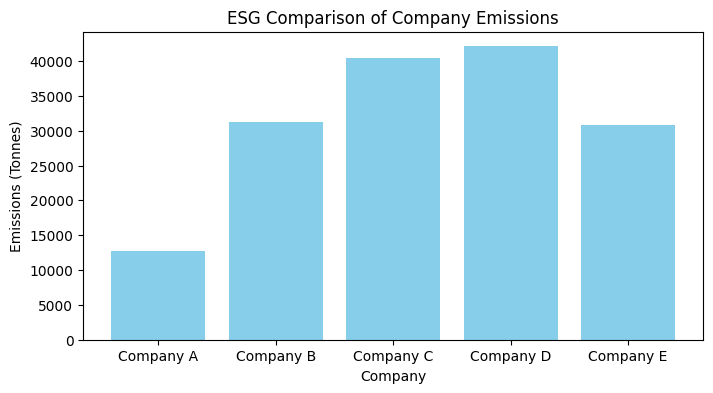 ESG Comparison of Company Emissions
Emissions (Tonnes)
40000
35000
30000
25000
20000
15000
10000
5000
0
Company A Company B Company C Company D Company E
Company